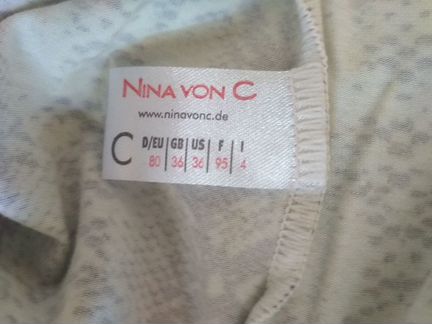 NINA VON C
www.ninavonc.de
C D/EU GB US F I
80 36 36 95 4